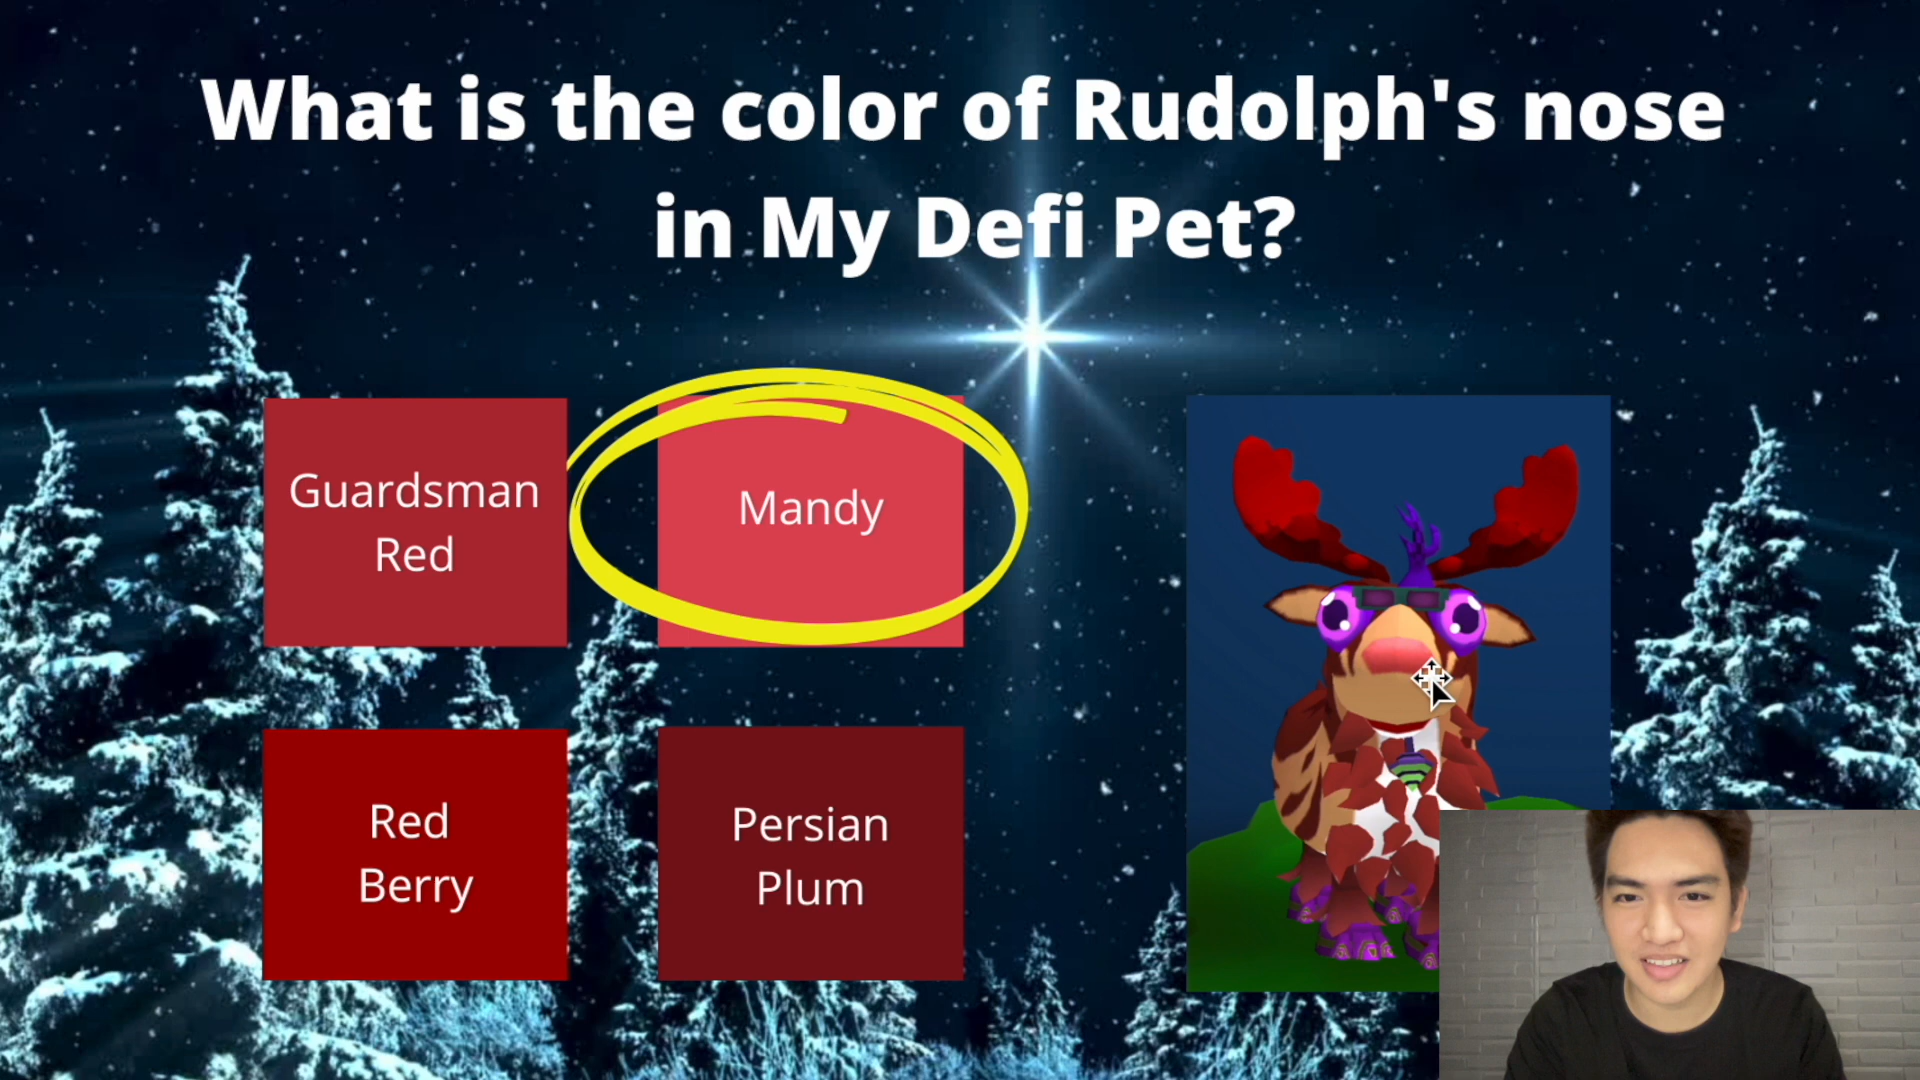 What is the color of Rudolph's nose
in My Defi Pet?
Guardsman
Red
Mandy
Red
Berry
Persian
Plum